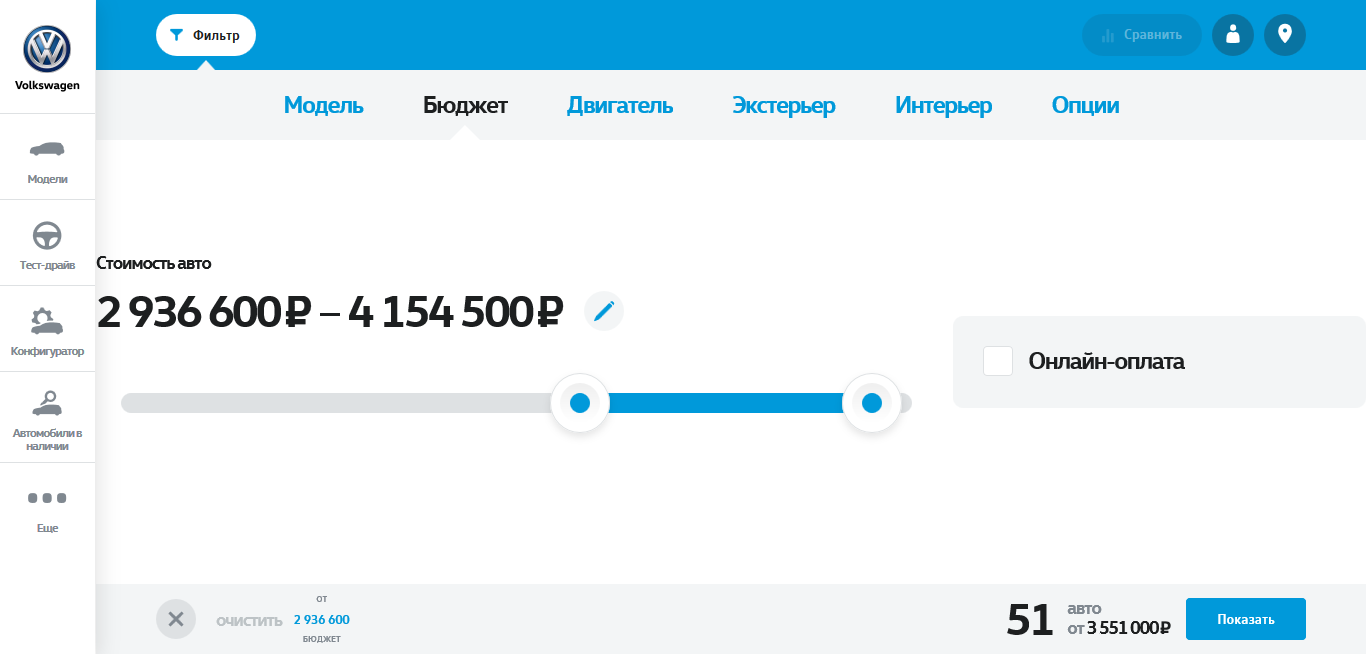 Volkswagen
Модели
Тест-драйв
Конфигуратор
Автомобили в
наличии
Еще
Фильтр
Сравнить
Модель
Бюджет
Двигатель
Экстерьер
Интерьер
Опции
Стоимость авто
2 936 600 ₽ – 4 154 500 ₽
Онлайн-оплата
ОЧИСТИТЬ
ОТ
2 936 600
БЮДЖЕТ
51
авто
от 3 551 000 ₽
Показать